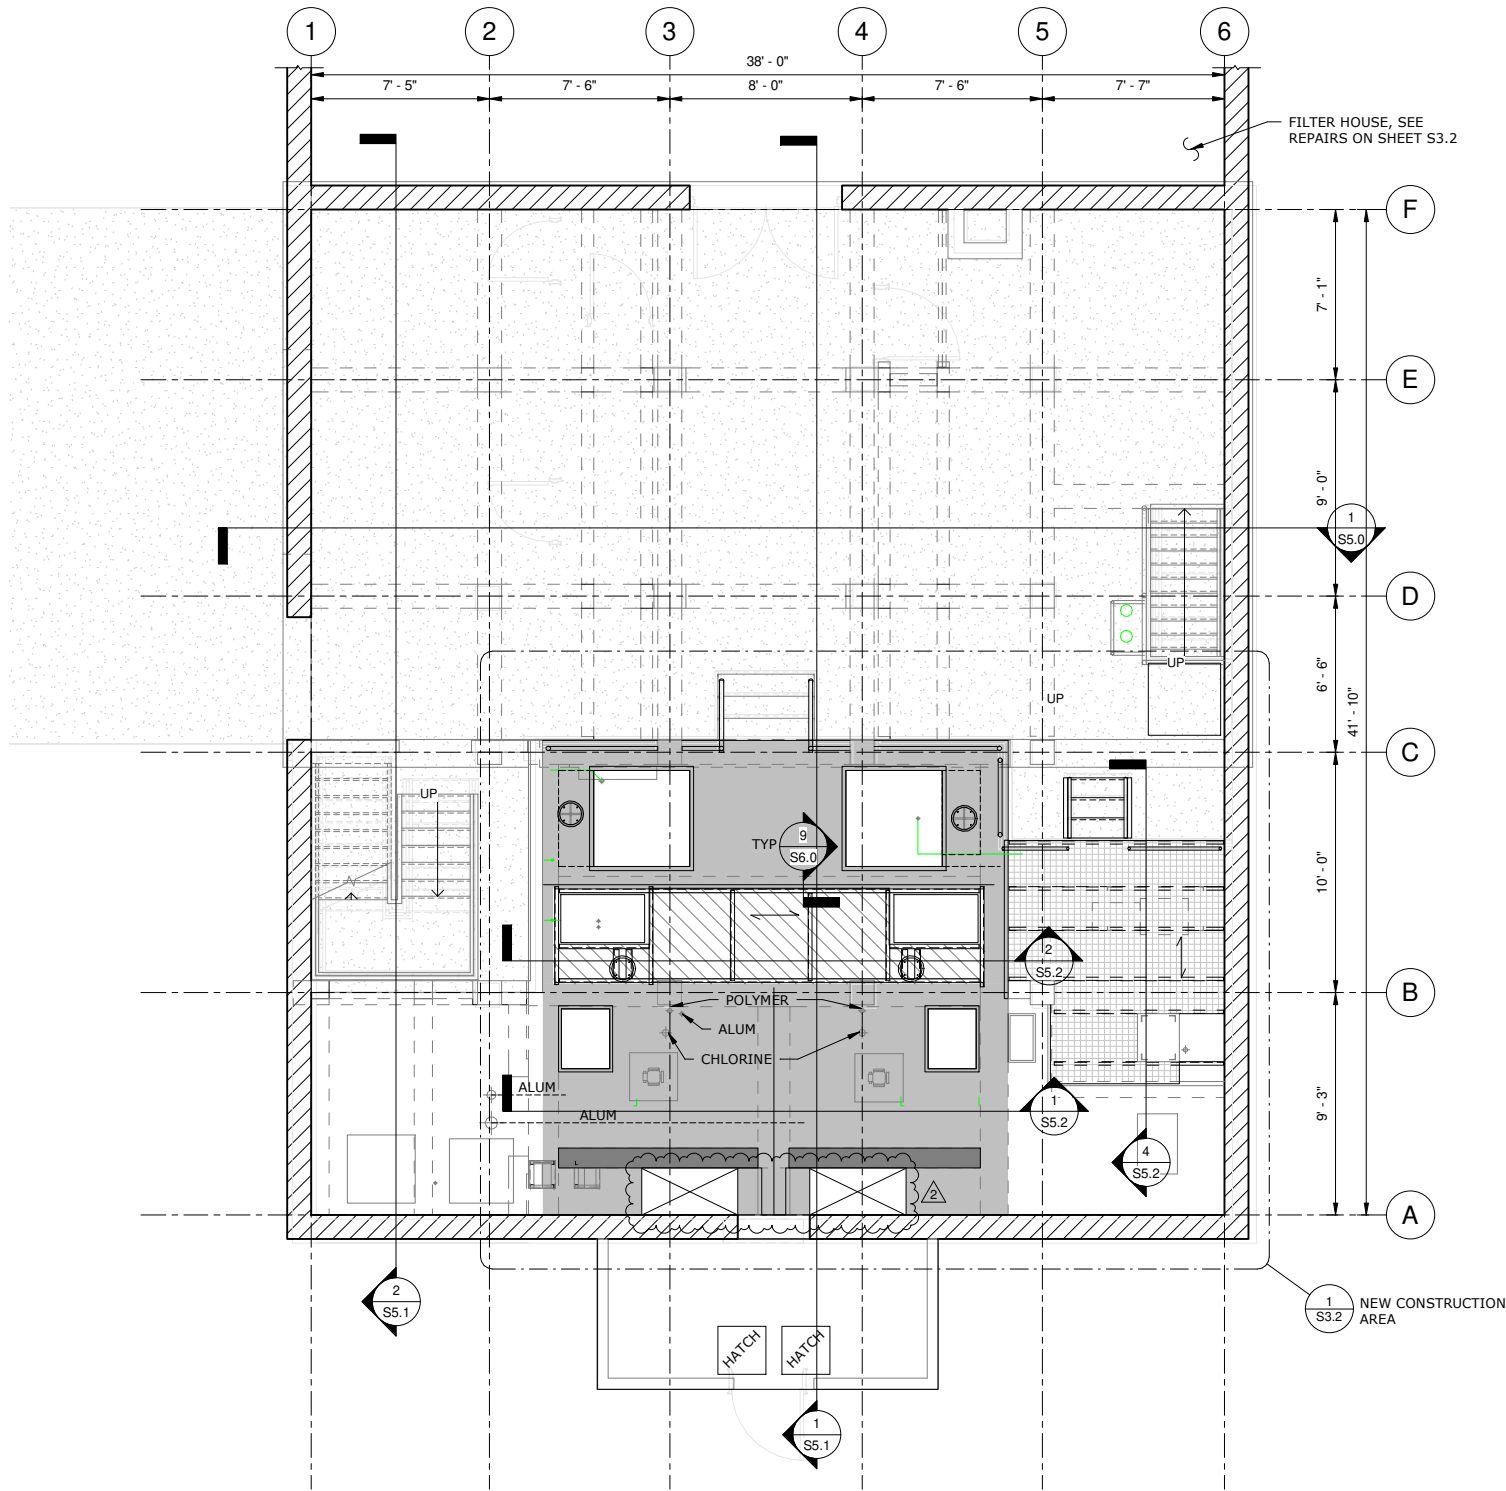 1
2
3
4
5
6
38' - 0"
7' - 5"
7' - 6"
8' - 0"
7' - 6"
7' - 7"
FILTER HOUSE, SEE
REPAIRS ON SHEET S3.2
F
7' - 1"
E
9' - 0"
1
S5.0
D
6' - 6"
41' - 10"
UP
UP
C
UP
TYP
9
S6.0
10' - 0"
2
S5.2
B
POLYMER
ALUM
CHLORINE
ALUM
ALUM
1
S5.2
9' - 3"
4
S5.2
2
A
2
S5.1
1
S3.2
NEW CONSTRUCTION
AREA
HATCH
HATCH
1
S5.1